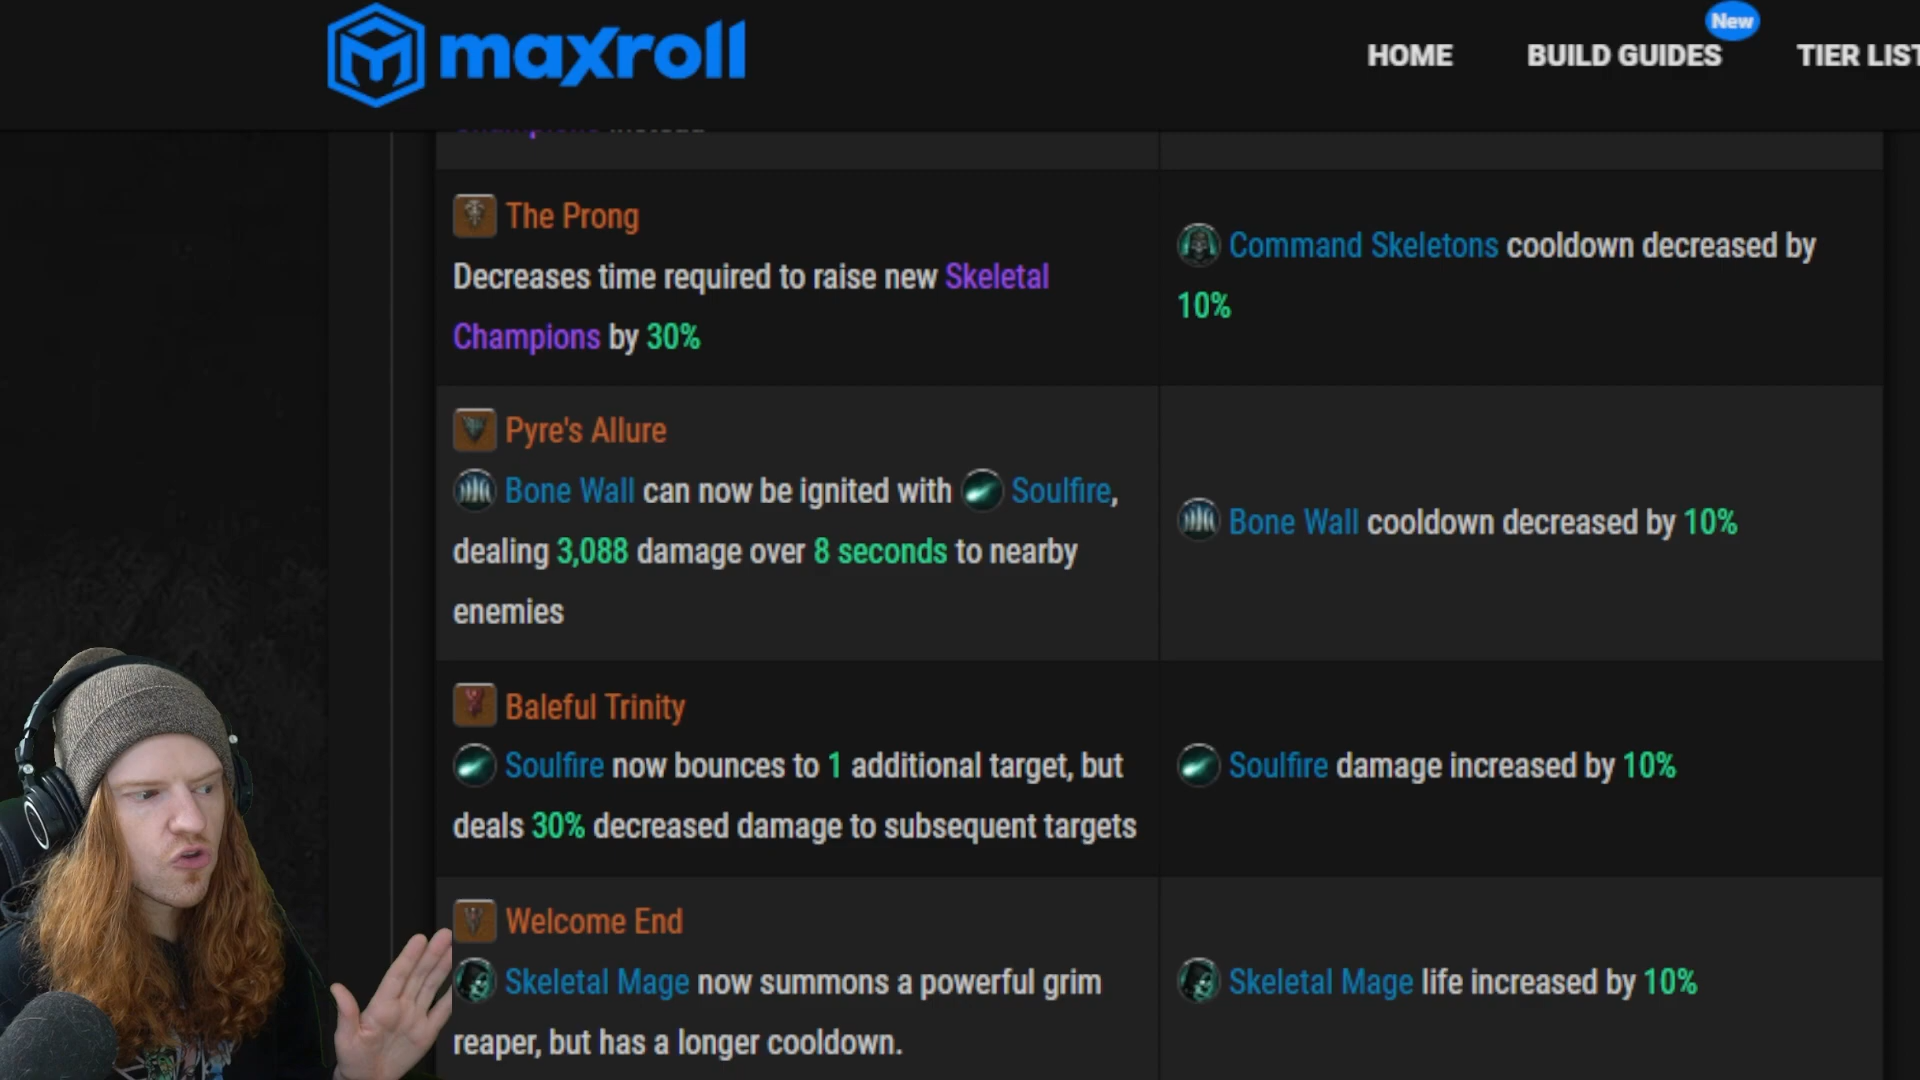 maxroll
New
HOME
BUILD GUIDES
TIER LIST
The Prong
Decreases time required to raise new Skeletal
Champions by 30%
Command Skeletons cooldown decreased by
10%
Pyre's Allure
Bone Wall can now be ignited with Soulfire,
dealing 3,088 damage over 8 seconds to nearby
enemies
Bone Wall cooldown decreased by 10%
Baleful Trinity
Soulfire now bounces to 1 additional target, but
deals 30% decreased damage to subsequent targets
Soulfire damage increased by 10%
Welcome End
Skeletal Mage now summons a powerful grim
reaper, but has a longer cooldown.
Skeletal Mage life increased by 10%